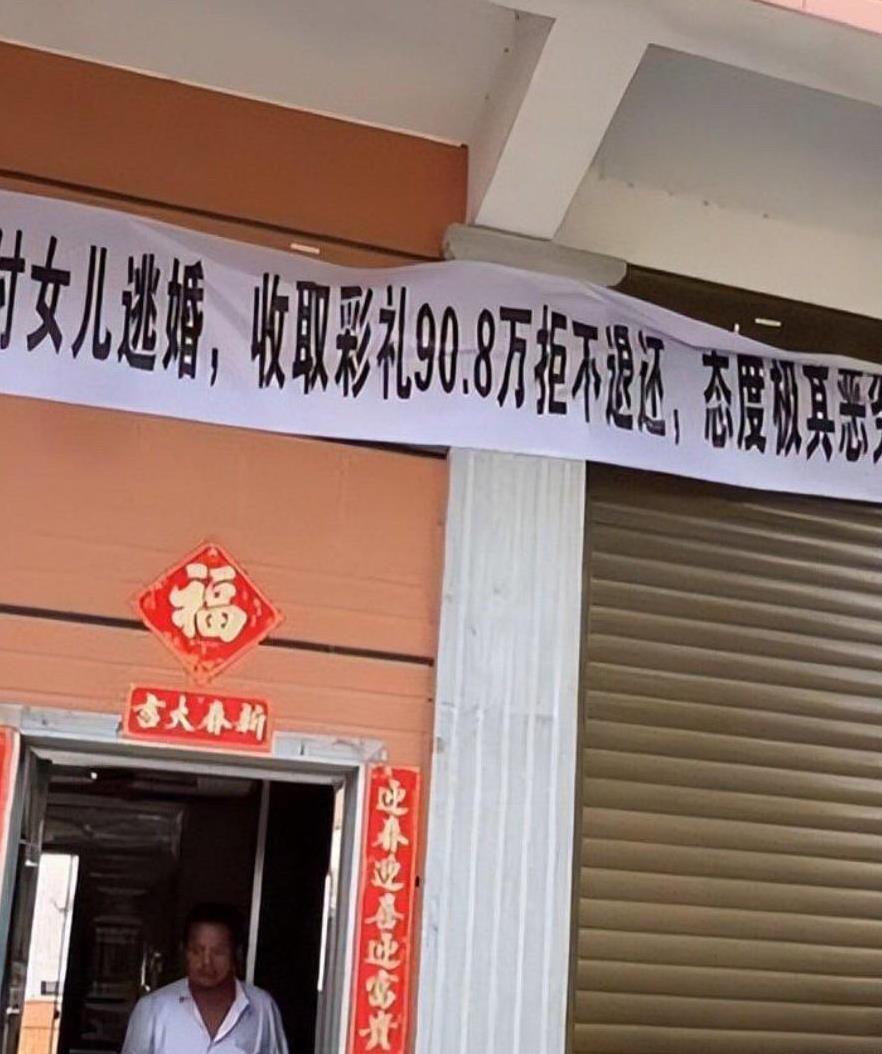 女儿逃婚，收取彩礼90.8万拒不退还，态度极其恶
福
新春大吉
迎春迎喜迎富贵